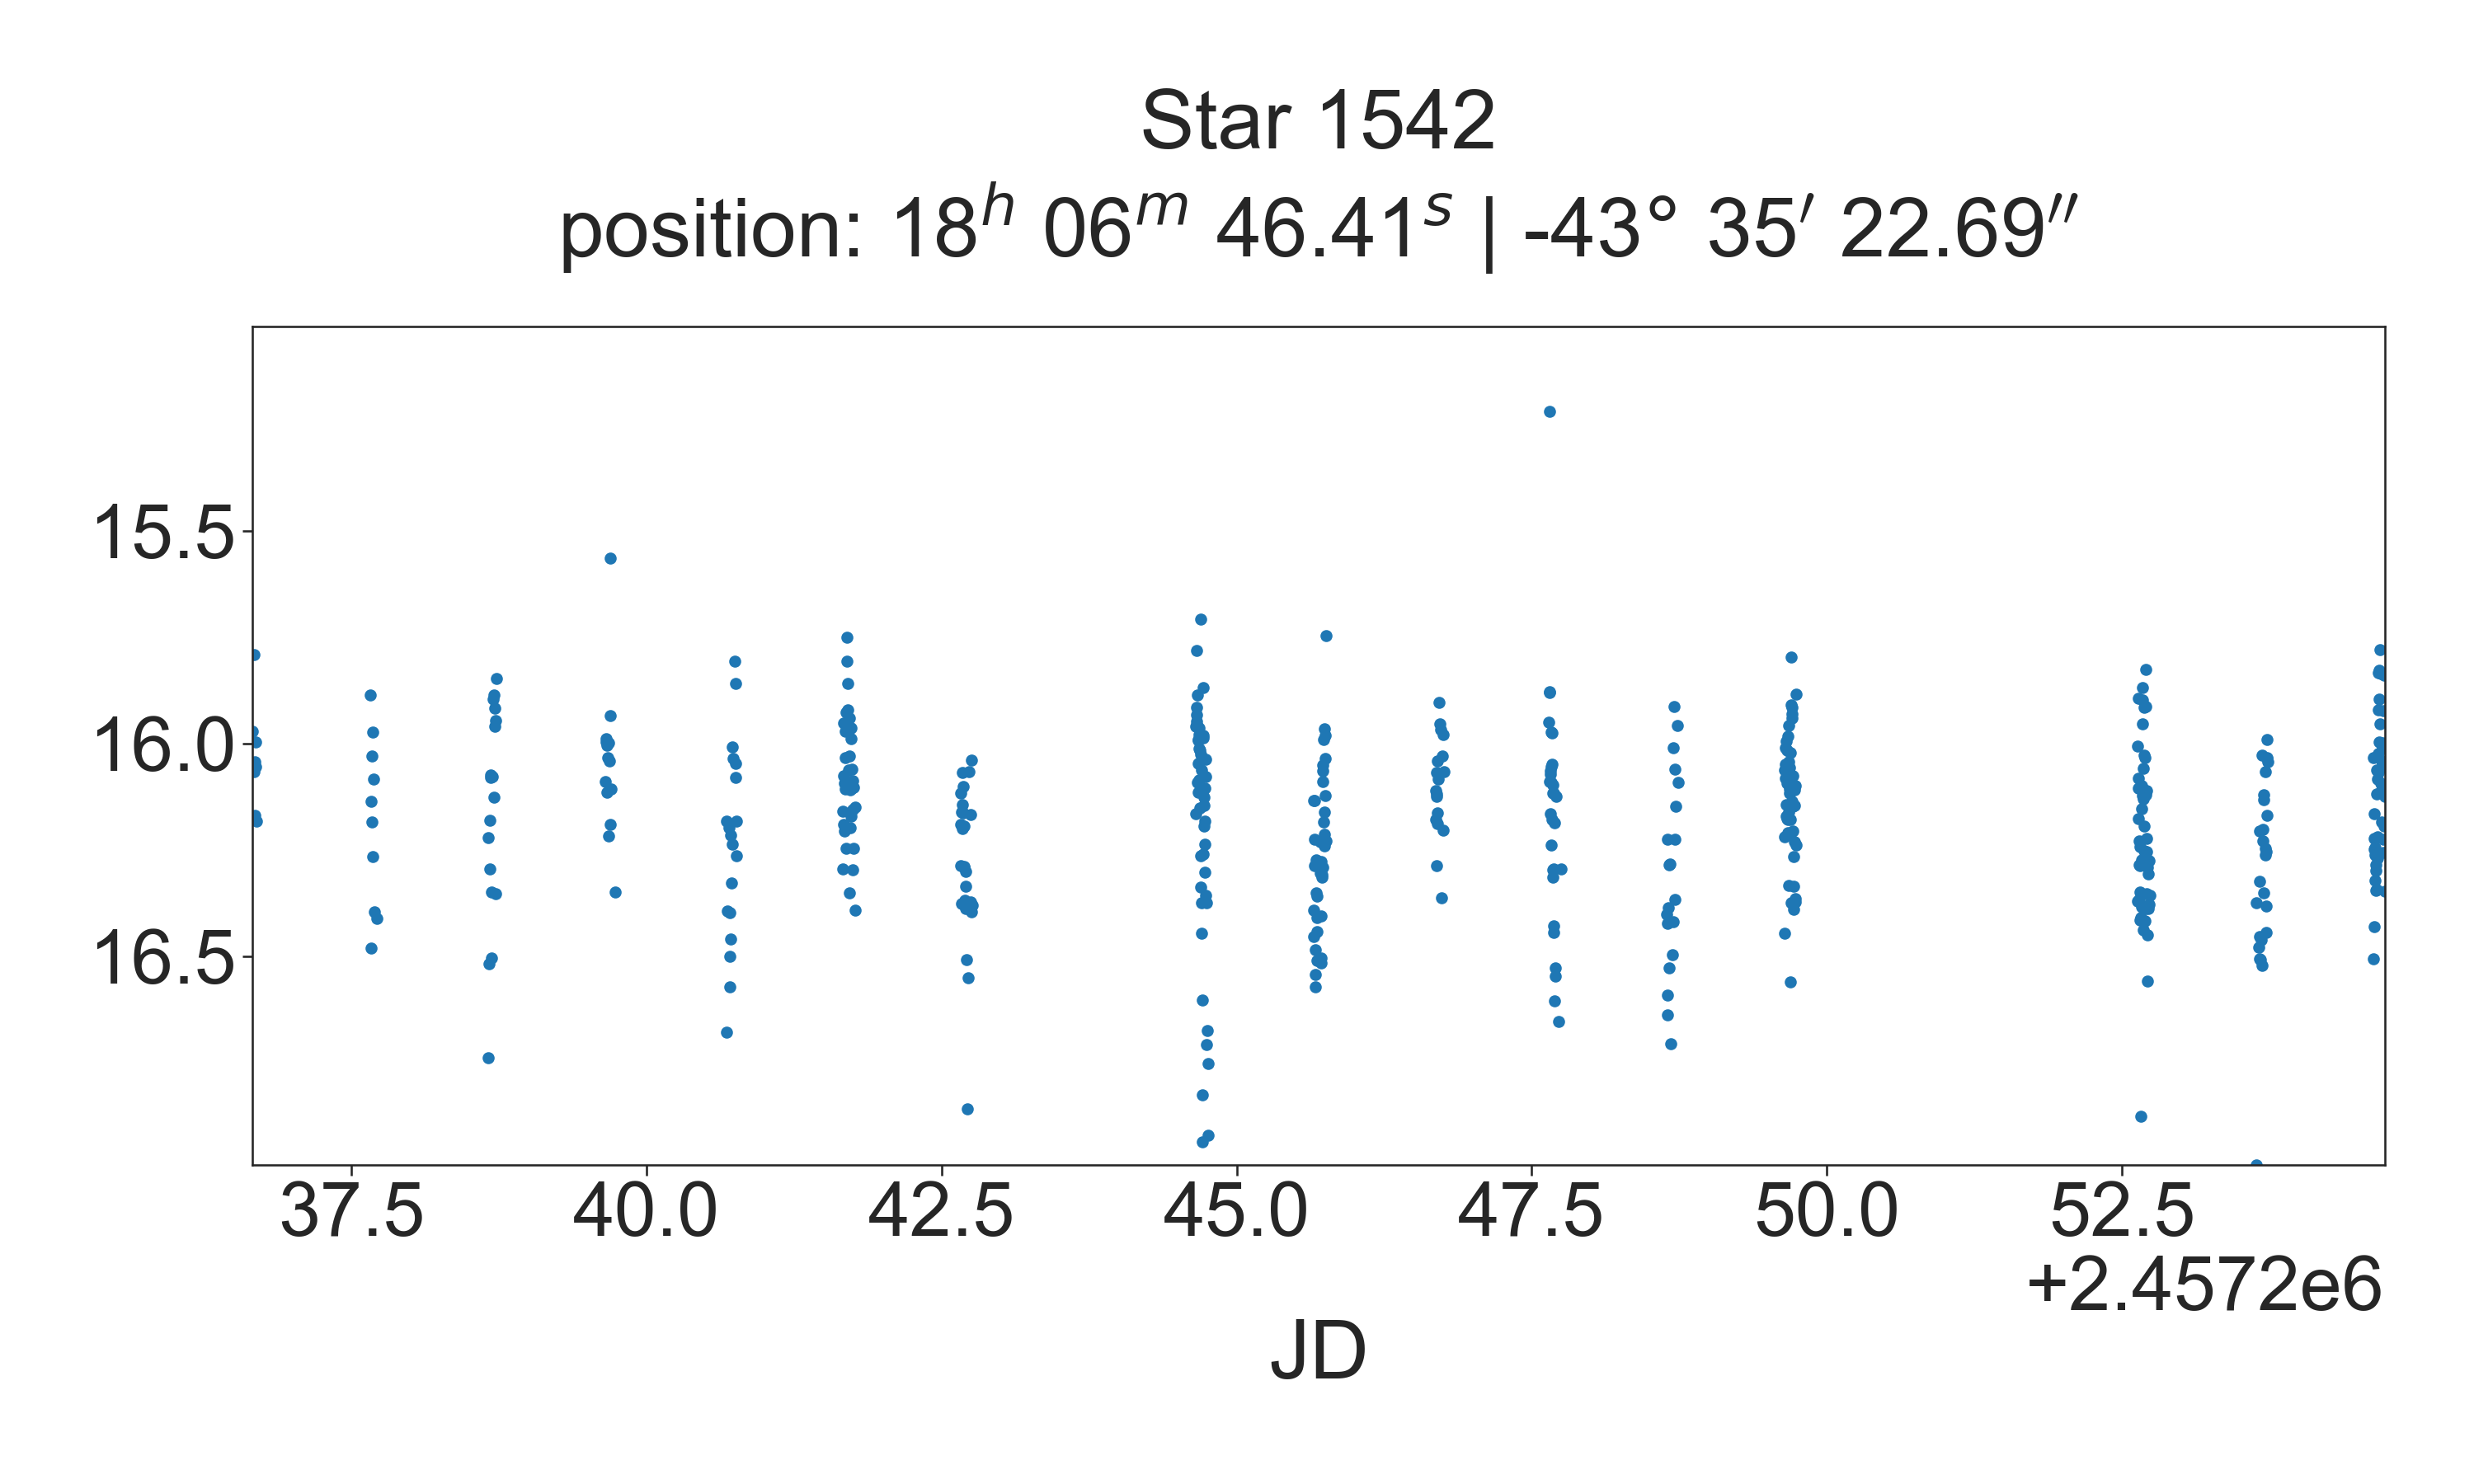 Star 1542
position: 18ʰ 06ᵐ 46.41ˢ | -43° 35′ 22.69″
15.5
16.0
16.5
37.5 40.0 42.5 45.0 47.5 50.0 52.5
+2.4572e6
JD